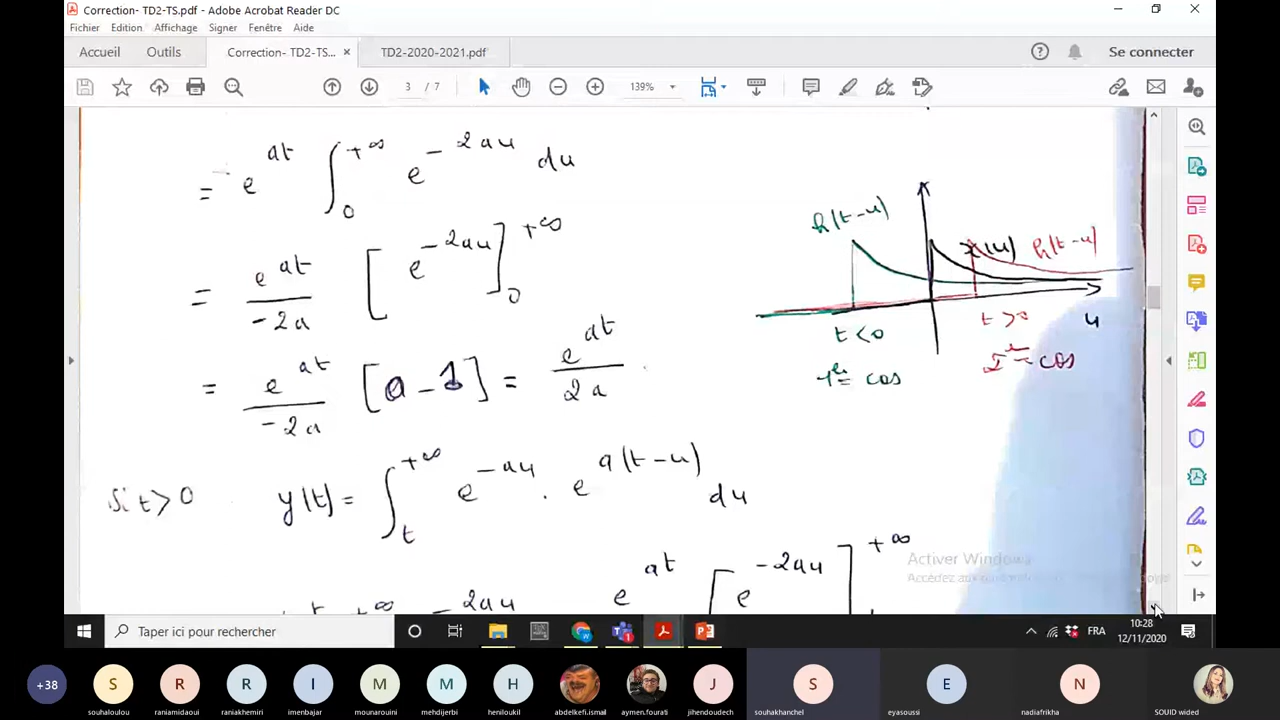 Correction- TD2-TS.pdf - Adobe Acrobat Reader DC
Fichier Edition Affichage Signer Fenêtre Aide
Accueil Outils Correction- TD2-TS... × TD2-2020-2021.pdf Se connecter
3 / 7 139%
= e^{at} ∫_0^{+∞} e^{-2au} du
= e^{at}/-2a [e^{-2au}]_0^{+∞}
= e^{at}/-2a [0 - 1] = e^{at}/2a
h(t-u) x(u) h(t-u)
t<0 t>0 u
1er cas 2e cas
Si t>0 y(t) = ∫_t^{+∞} e^{-au} . e^{a(t-u)} du
e^{at} [e^{-2au}]^{+∞}
Activer Windows
Taper ici pour rechercher
FRA
10:28
12/11/2020
+38 S R R I M M H J S E N
souhaloulou raniamidaoui raniakhemiri imenbajar mounarouini mehdijerbi heniloukil abdelkefi.ismail aymen.fourati jihendoudech souhakhanchel eyasoussi nadiafrikha SOUID wided